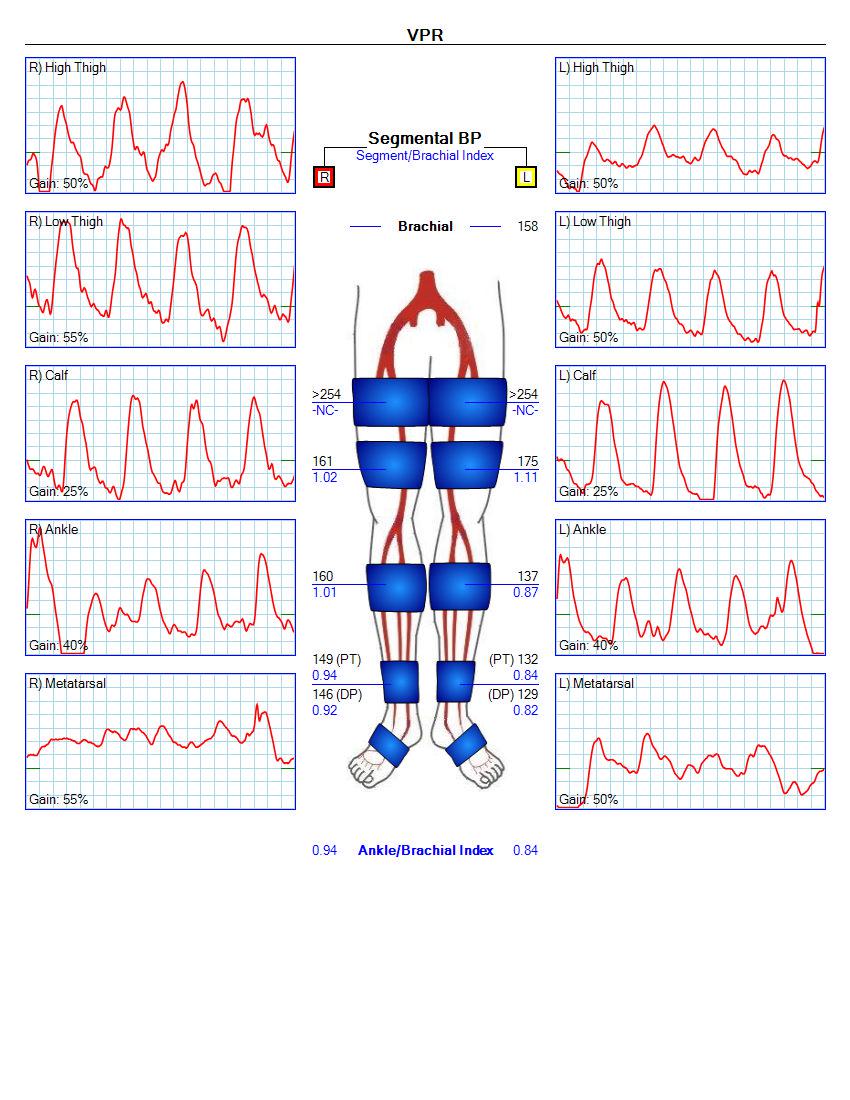 VPR
R) High Thigh
Gain: 50%
L) High Thigh
Gain: 50%
Segmental BP
Segment/Brachial Index
R
L
Brachial
158
R) Low Thigh
Gain: 55%
L) Low Thigh
Gain: 50%
>254
-NC-
>254
-NC-
R) Calf
Gain: 25%
L) Calf
Gain: 25%
161
1.02
175
1.11
R) Ankle
Gain: 40%
L) Ankle
Gain: 40%
160
1.01
137
0.87
149 (PT)
0.94
146 (DP)
0.92
(PT) 132
0.84
(DP) 129
0.82
R) Metatarsal
Gain: 55%
L) Metatarsal
Gain: 50%
0.94 Ankle/Brachial Index 0.84